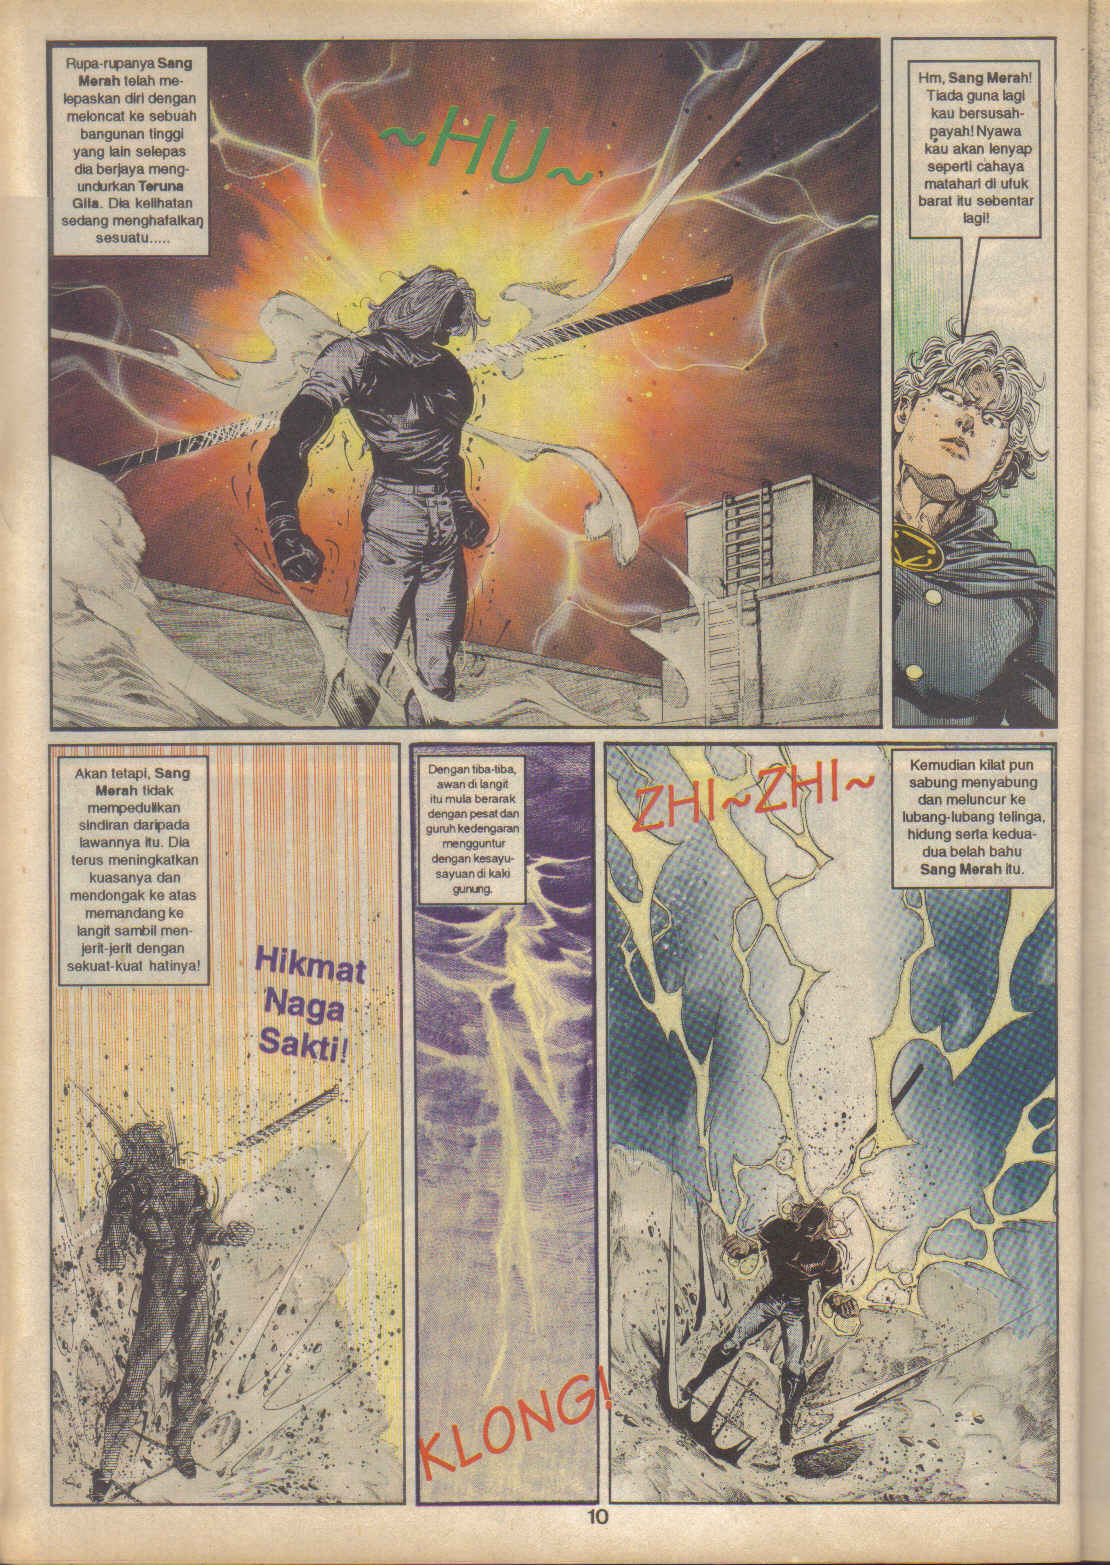 Rupa-rupanya Sang
Merah telah me-
lepaskan diri dengan
meloncat ke sebuah
bangunan tinggi
yang lain selepas
dia berjaya meng-
undurkan Teruna
Gila. Dia kelihatan
sedang menghafalkan
sesuatu.....
~HU~
Hm, Sang Merah!
Tiada guna lagi
kau bersusah-
payah! Nyawa
kau akan lenyap
seperti cahaya
matahari di ufuk
barat itu sebentar
lagi!
Akan tetapi, Sang
Merah tidak
mempedulikan
sindiran daripada
lawannya itu. Dia
terus meningkatkan
kuasanya dan
mendongak ke atas
memandang ke
langit sambil men-
jerit-jerit dengan
sekuat-kuat hatinya!
Hikmat
Naga
Sakti!
Dengan tiba-tiba,
awan di langit
itu mula berarak
dengan pesat dan
guruh kedengaran
mengguntur
dengan kesayu-
sayuan di kaki
gunung.
KLONG!
ZHI~ZHI~
Kemudian kilat pun
sabung menyabung
dan meluncur ke
lubang-lubang telinga,
hidung serta kedua-
dua belah bahu
Sang Merah itu.
10